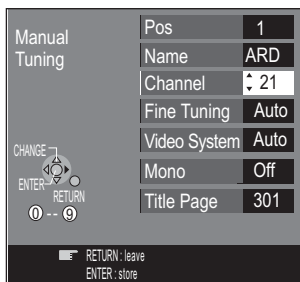 Manual
Tuning
Pos 1
Name ARD
Channel 21
Fine Tuning Auto
Video System Auto
Mono Off
Title Page 301
CHANGE
ENTER
RETURN
0 -- 9
RETURN : leave
ENTER : store